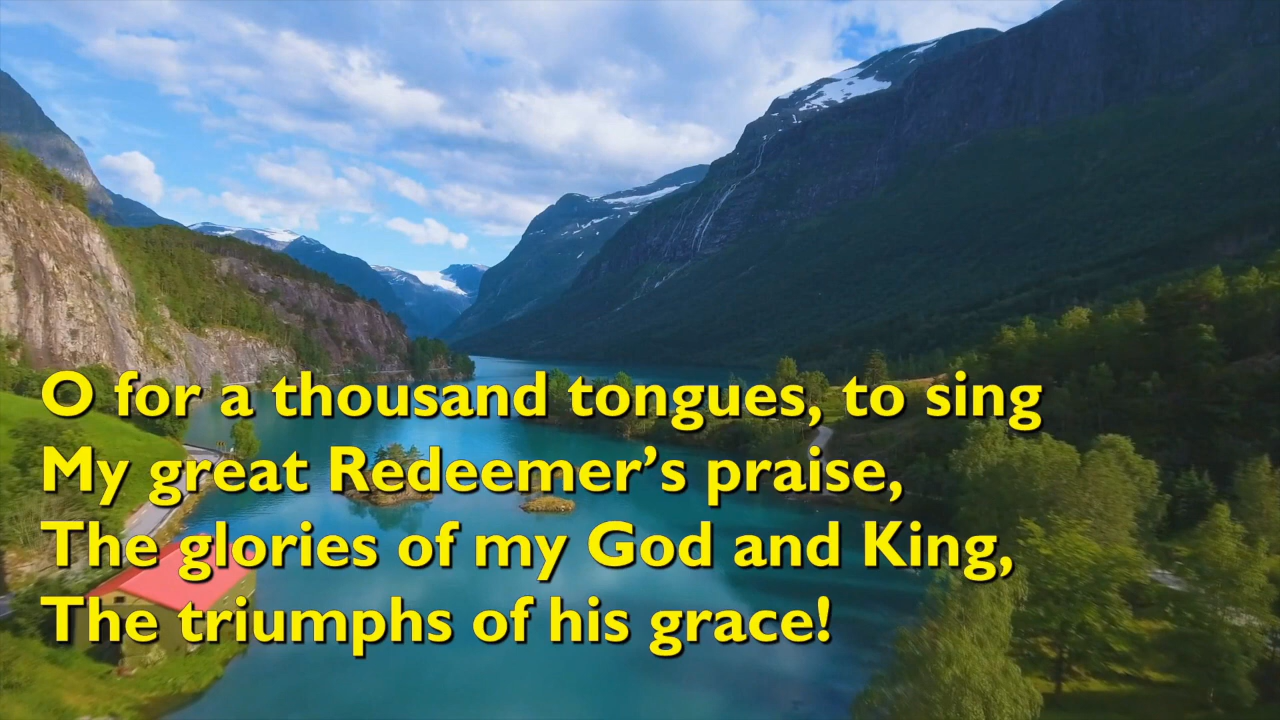 O for a thousand tongues, to sing
My great Redeemer’s praise,
The glories of my God and King,
The triumphs of his grace!